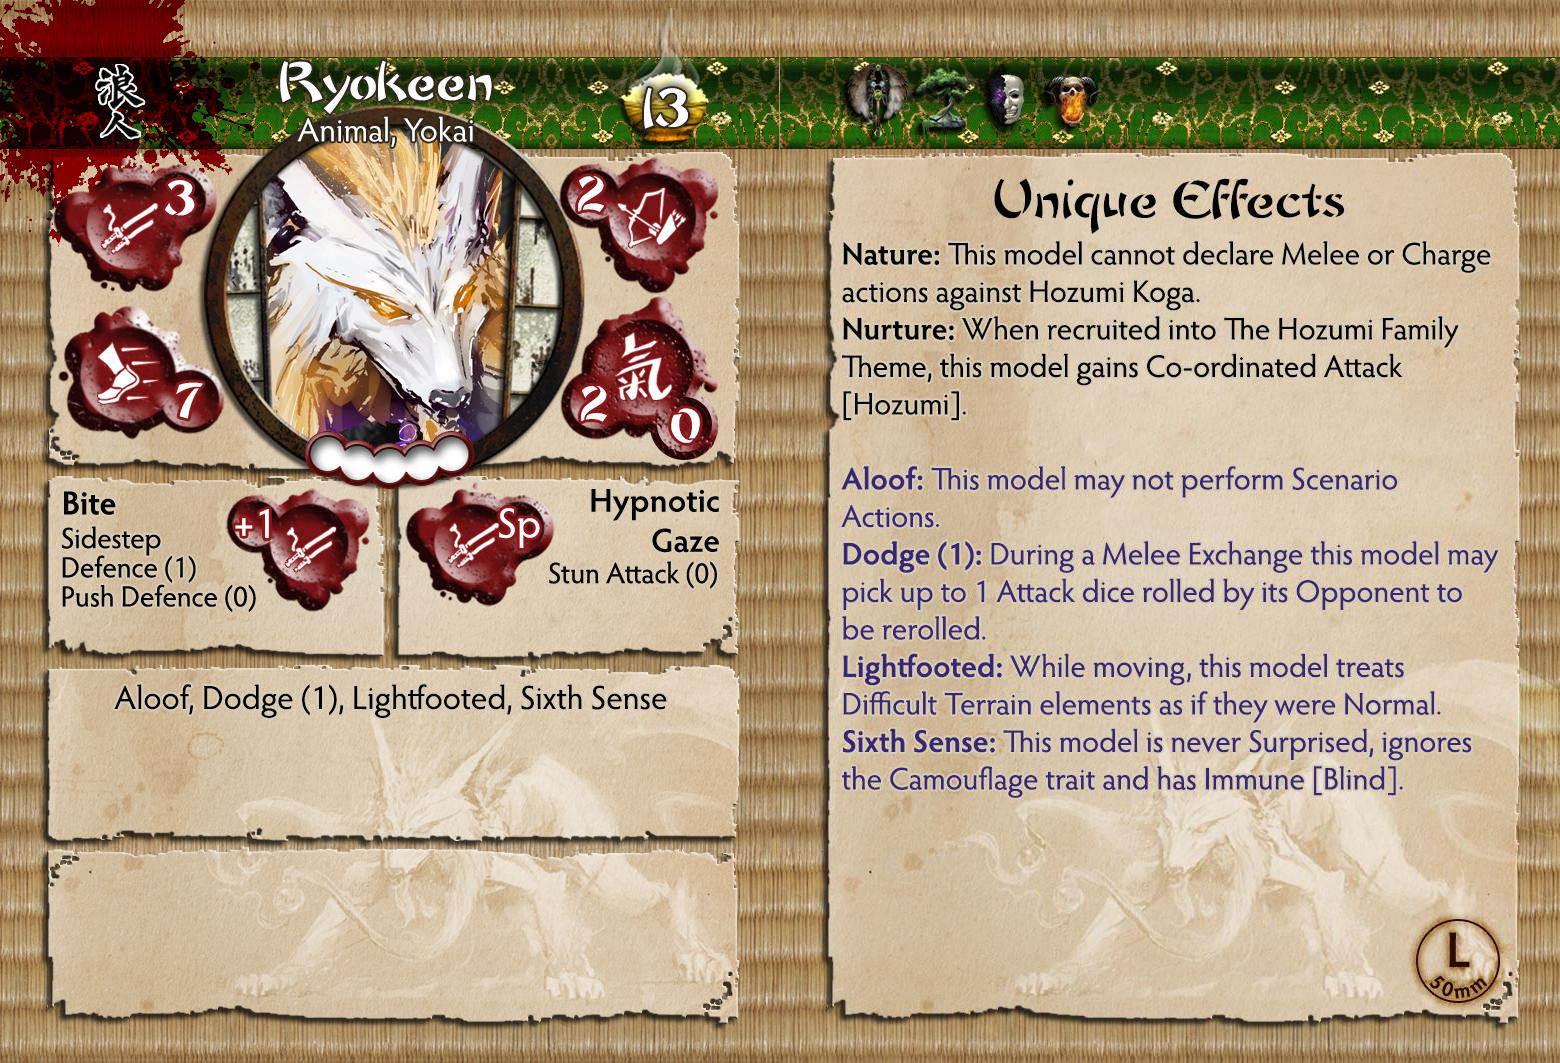 浪人
Ryokeen
Animal, Yokai
13
3
2
7
2
0
Bite
Sidestep
Defence (1)
Push Defence (0)
+1
Sp
Hypnotic
Gaze
Stun Attack (0)
Aloof, Dodge (1), Lightfooted, Sixth Sense
氣
Unique Effects
Nature: This model cannot declare Melee or Charge
actions against Hozumi Koga.
Nurture: When recruited into The Hozumi Family
Theme, this model gains Co-ordinated Attack
[Hozumi].
Aloof: This model may not perform Scenario
Actions.
Dodge (1): During a Melee Exchange this model may
pick up to 1 Attack dice rolled by its Opponent to
be rerolled.
Lightfooted: While moving, this model treats
Difficult Terrain elements as if they were Normal.
Sixth Sense: This model is never Surprised, ignores
the Camouflage trait and has Immune [Blind].
L
50mm